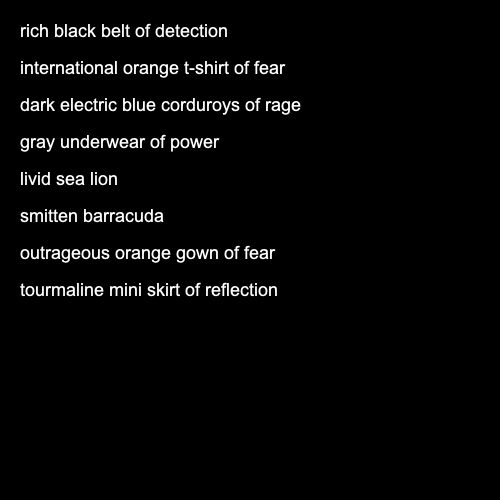 rich black belt of detection
international orange t-shirt of fear
dark electric blue corduroys of rage
gray underwear of power
livid sea lion
smitten barracuda
outrageous orange gown of fear
tourmaline mini skirt of reflection